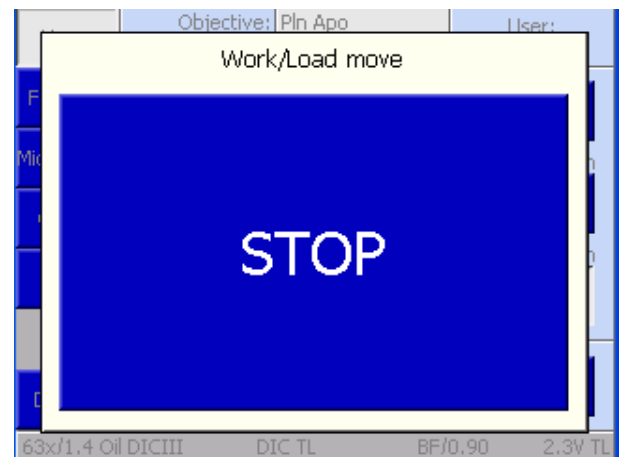 Objective: Pln Apo
User:
Work/Load move
STOP
63x/1.4 Oil DICIII DIC TL BF/0.90 2.3V TL